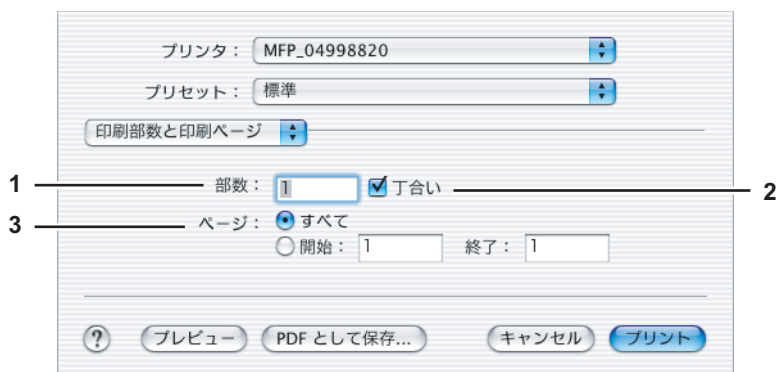 プリンタ： MFP_04998820
プリセット： 標準
印刷部数と印刷ページ
1 部数： 1 丁合い 2
3 ページ： すべて
開始： 1 終了： 1
? プレビュー PDF として保存... キャンセル プリント